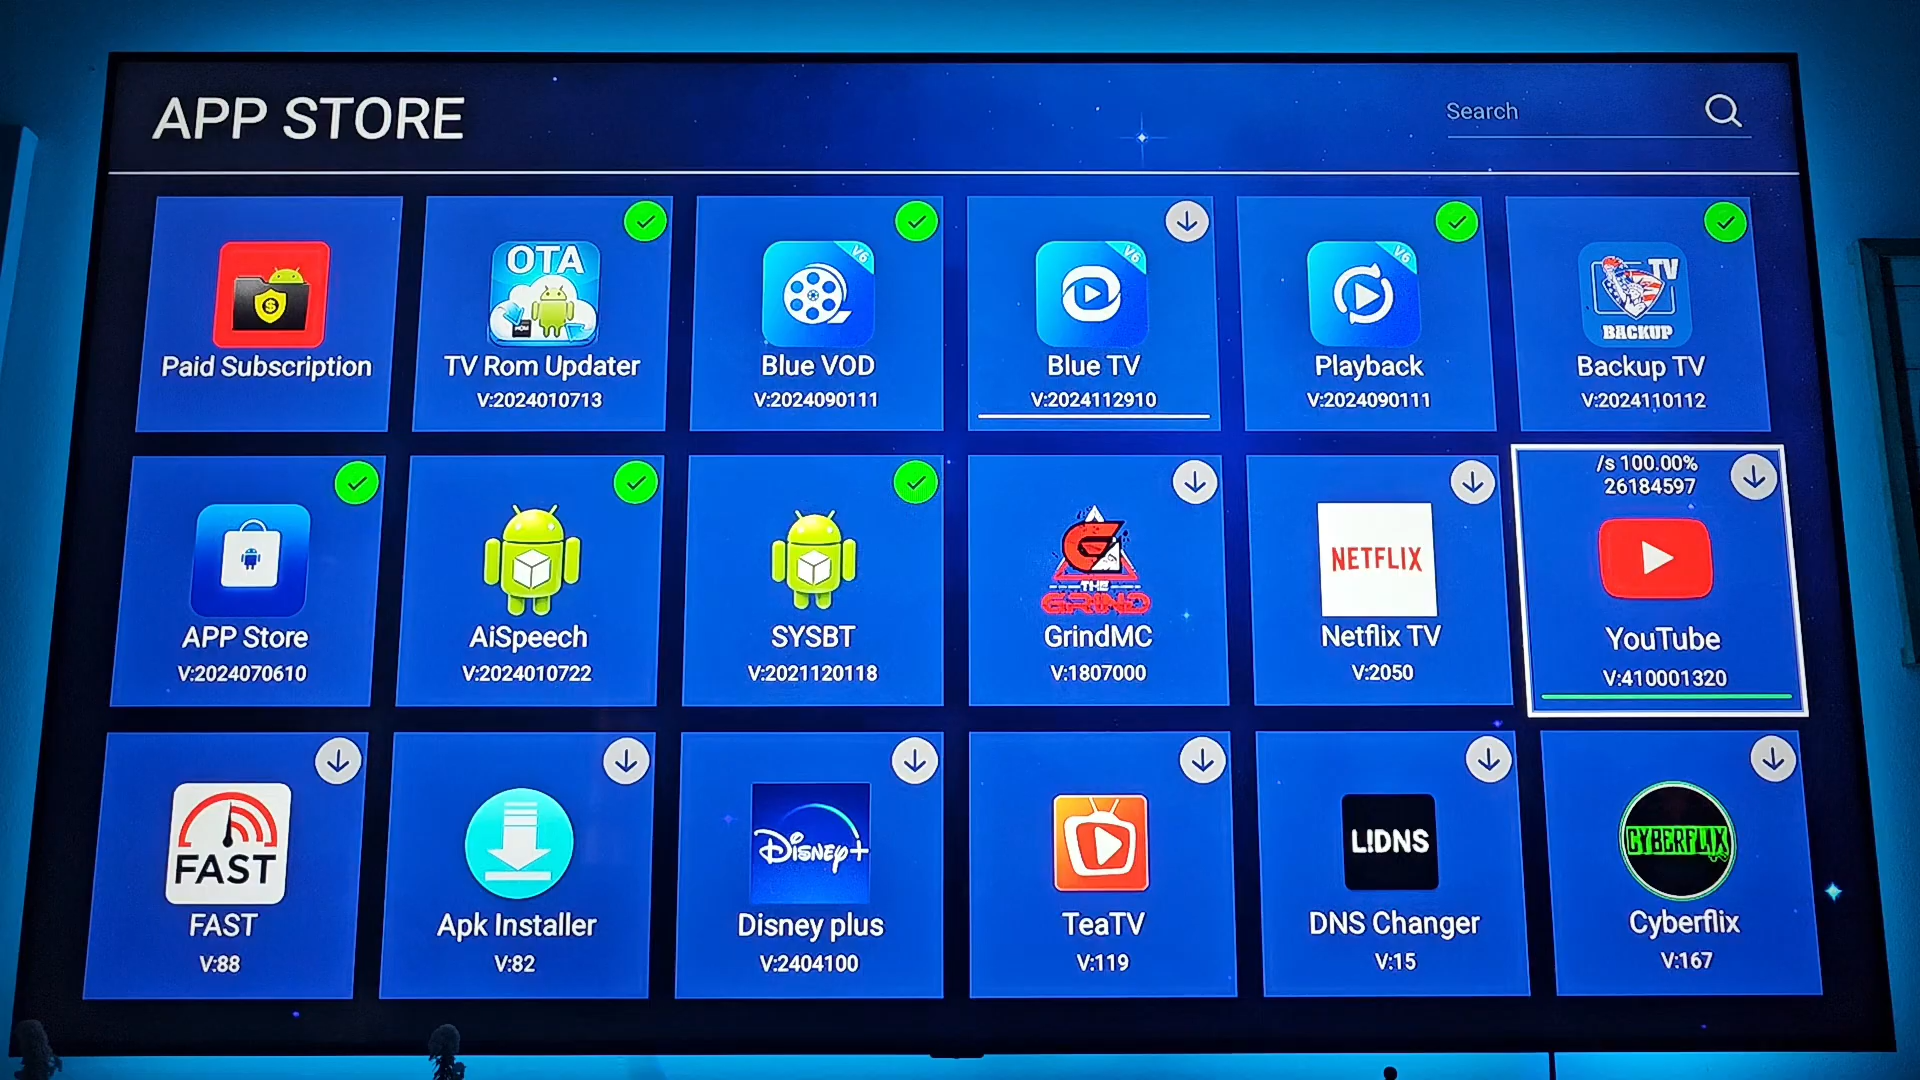 APP STORE
Search
Paid Subscription
OTA
TV Rom Updater
V:2024010713
V6
Blue VOD
V:2024090111
V6
Blue TV
V:2024112910
V6
Playback
V:2024090111
TV
BACKUP
Backup TV
V:2024110112
APP Store
V:2024070610
AiSpeech
V:2024010722
SYSBT
V:2021120118
THE
GRIND
GrindMC
V:1807000
NETFLIX
Netflix TV
V:2050
/s 100.00%
26184597
YouTube
V:410001320
FAST
FAST
V:88
Apk Installer
V:82
Disney+
Disney plus
V:2404100
TeaTV
V:119
L!DNS
DNS Changer
V:15
CYBERFLIX
Cyberflix
V:167